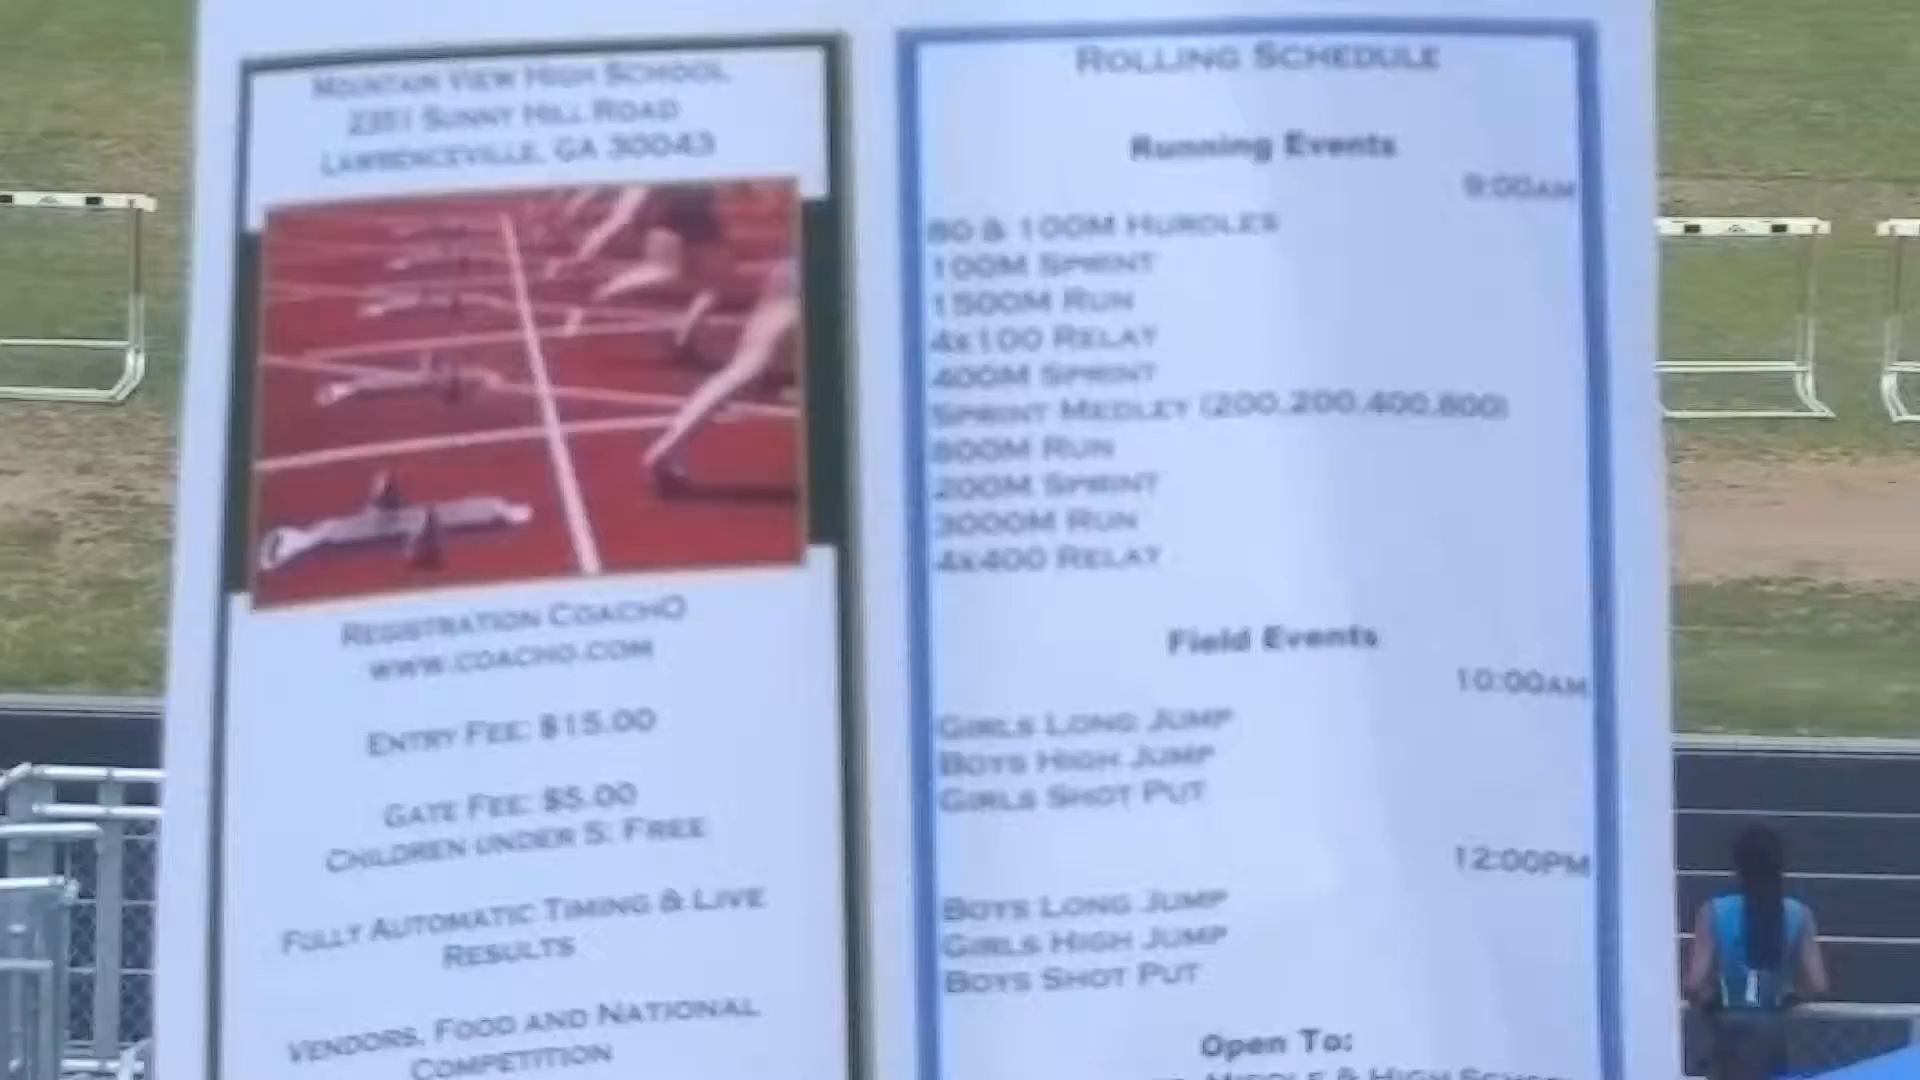 MOUNTAIN VIEW HIGH SCHOOL
2351 SUNNY HILL ROAD
LAWRENCEVILLE, GA 30043
REGISTRATION COACHO
WWW.COACHO.COM
ENTRY FEE: $15.00
GATE FEE: $5.00
CHILDREN UNDER 5: FREE
FULLY AUTOMATIC TIMING & LIVE
RESULTS
VENDORS, FOOD AND NATIONAL
COMPETITION
ROLLING SCHEDULE
Running Events
9:00AM
80 & 100M HURDLES
100M SPRINT
1500M RUN
4X100 RELAY
400M SPRINT
SPRINT MEDLEY (200,200,400,800)
800M RUN
200M SPRINT
3000M RUN
4X400 RELAY
Field Events
10:00AM
GIRLS LONG JUMP
BOYS HIGH JUMP
GIRLS SHOT PUT
12:00PM
BOYS LONG JUMP
GIRLS HIGH JUMP
BOYS SHOT PUT
Open To:
MIDDLE & HIGH SCHOOL